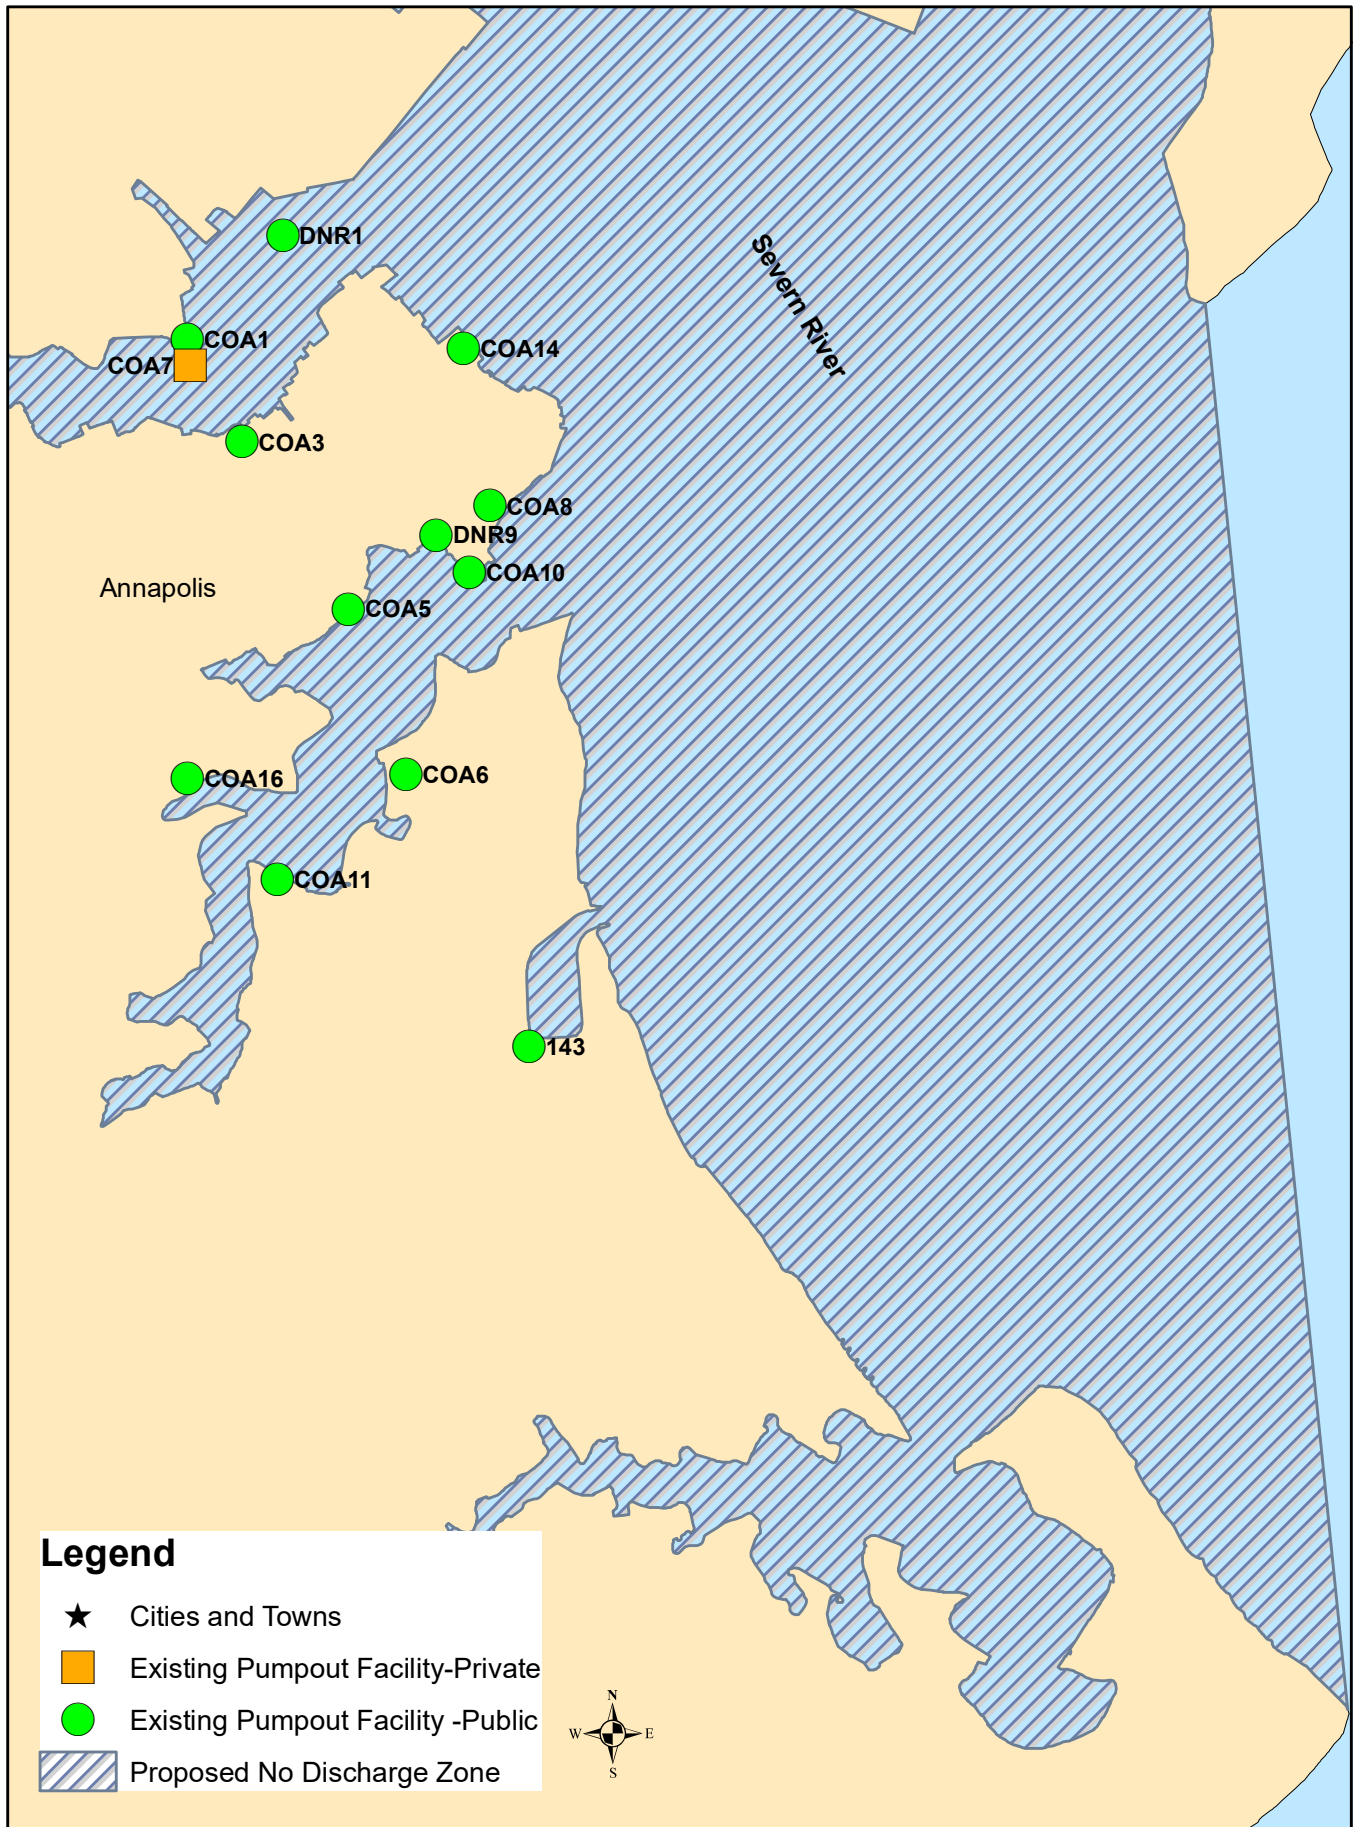 DNR1
Severn River
COA1
COA14
COA7
COA3
COA8
DNR9
COA10
Annapolis
COA5
COA6
COA16
COA11
143
Legend
Cities and Towns
Existing Pumpout Facility-Private
Existing Pumpout Facility -Public
Proposed No Discharge Zone
N
W E
S